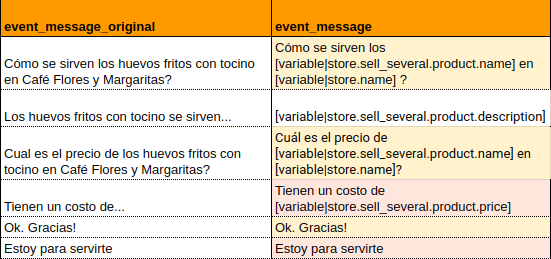 event_message_original
event_message
Cómo se sirven los huevos fritos con tocino
en Café Flores y Margaritas?
Cómo se sirven los
[variable|store.sell_several.product.name] en
[variable|store.name] ?
Los huevos fritos con tocino se sirven...
[variable|store.sell_several.product.description]
Cual es el precio de los huevos fritos con
tocino en Café Flores y Margaritas?
Cuál es el precio de
[variable|store.sell_several.product.name] en
[variable|store.name]?
Tienen un costo de...
Tienen un costo de
[variable|store.sell_several.product.price]
Ok. Gracias!
Ok. Gracias!
Estoy para servirte
Estoy para servirte